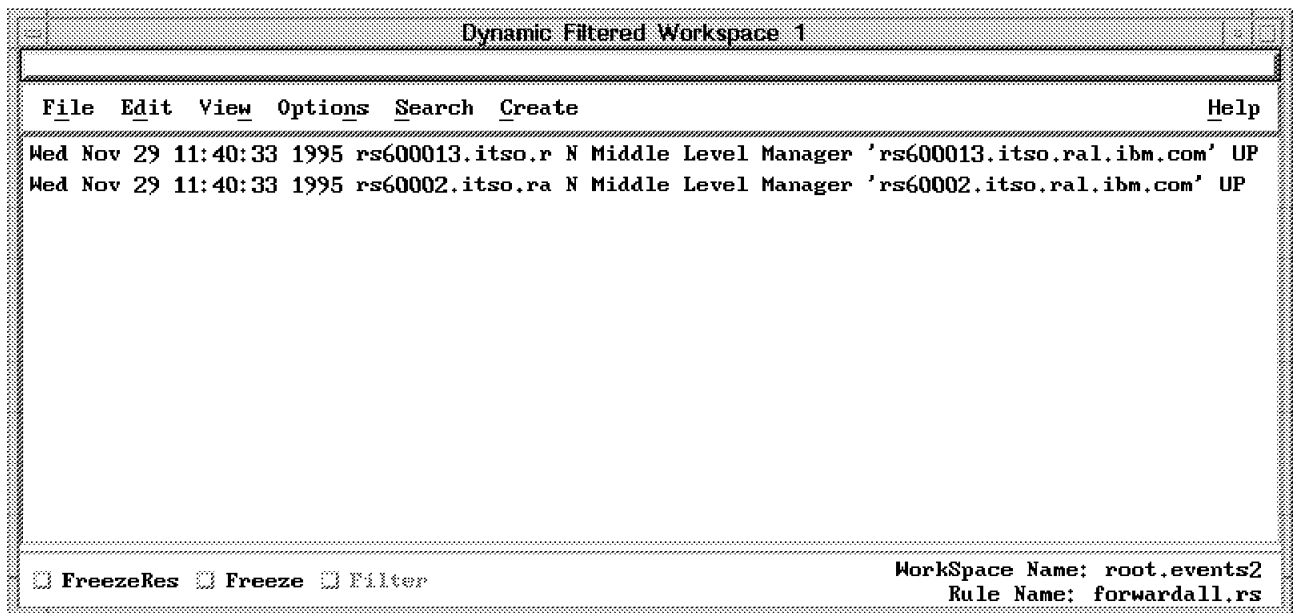 Dynamic Filtered Workspace 1
File Edit View Options Search Create Help
Wed Nov 29 11:40:33 1995 rs600013.itso.r N Middle Level Manager 'rs600013.itso.ral.ibm.com' UP
Wed Nov 29 11:40:33 1995 rs60002.itso.ra N Middle Level Manager 'rs60002.itso.ral.ibm.com' UP
FreezeRes Freeze Filter
WorkSpace Name: root.events2
Rule Name: forwardall.rs